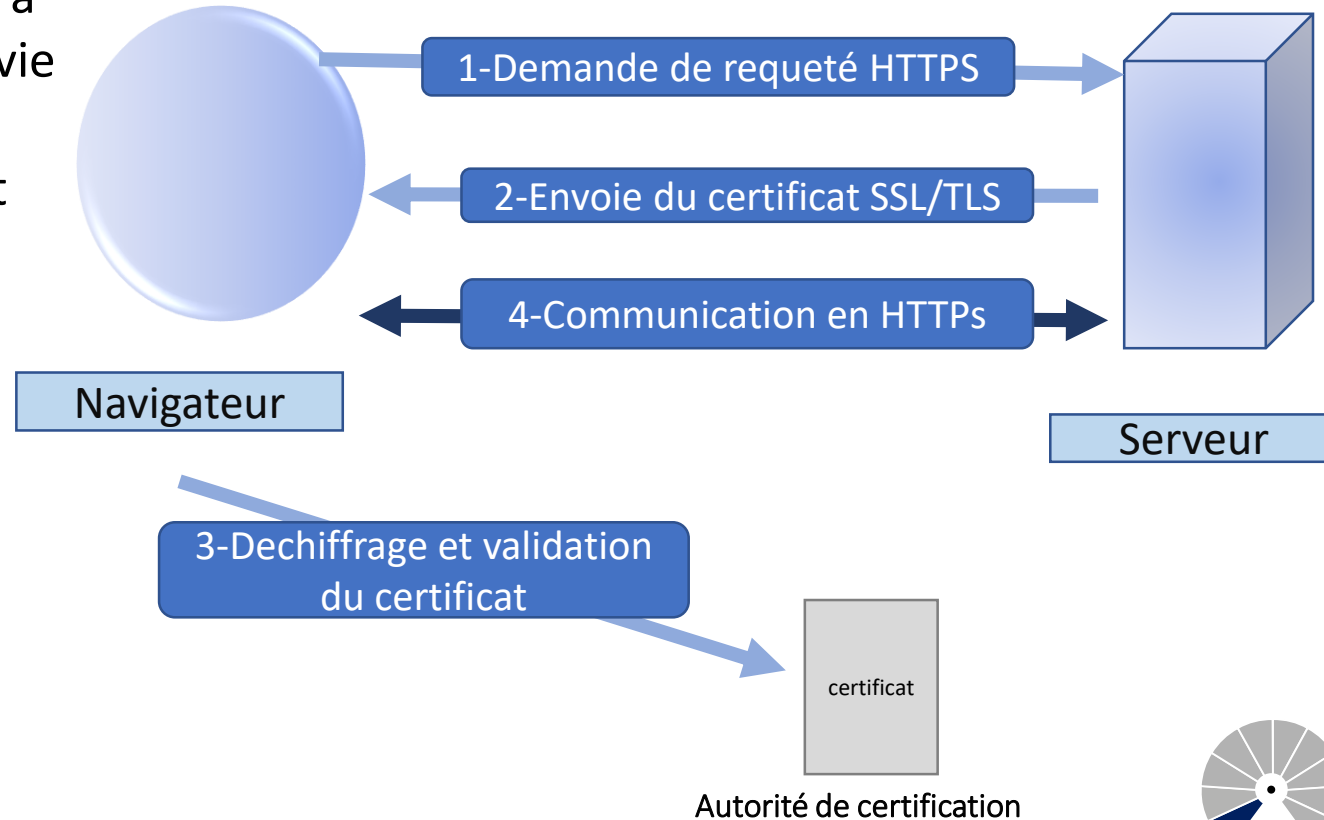 à
vie
t
1-Demande de requeté HTTPS
2-Envoie du certificat SSL/TLS
4-Communication en HTTPs
Navigateur
Serveur
3-Dechiffrage et validation
du certificat
certificat
Autorité de certification